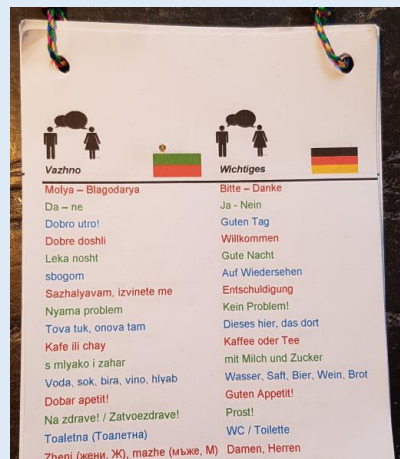 Vazhno
Wichtiges
Molya – Blagodarya
Bitte – Danke
Da – ne
Ja - Nein
Dobro utro!
Guten Tag
Dobre doshli
Willkommen
Leka nosht
Gute Nacht
sbogom
Auf Wiedersehen
Sazhalyavam, izvinete me
Entschuldigung
Nyama problem
Kein Problem!
Tova tuk, onova tam
Dieses hier, das dort
Kafe ili chay
Kaffee oder Tee
s mlyako i zahar
mit Milch und Zucker
Voda, sok, bira, vino, hlyab
Wasser, Saft, Bier, Wein, Brot
Dobar apetit!
Guten Appetit!
Na zdrave! / Zatvoezdrave!
Prost!
Toaletna (Тоалетна)
WC / Toilette
Zheni (жени, Ж), mazhe (мъже, М)
Damen, Herren